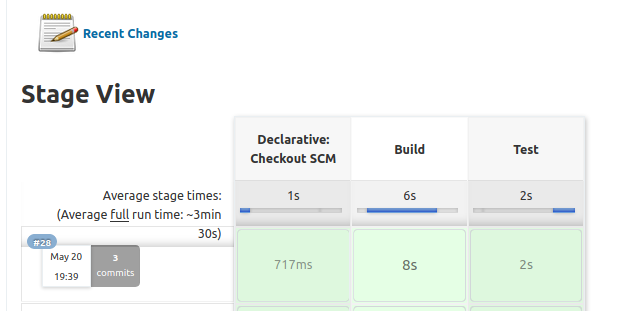 Recent Changes
Stage View
Declarative:
Checkout SCM
Build
Test
Average stage times:
(Average full run time: ~3min
30s)
1s
6s
2s
#28
May 20
19:39
3
commits
717ms
8s
2s